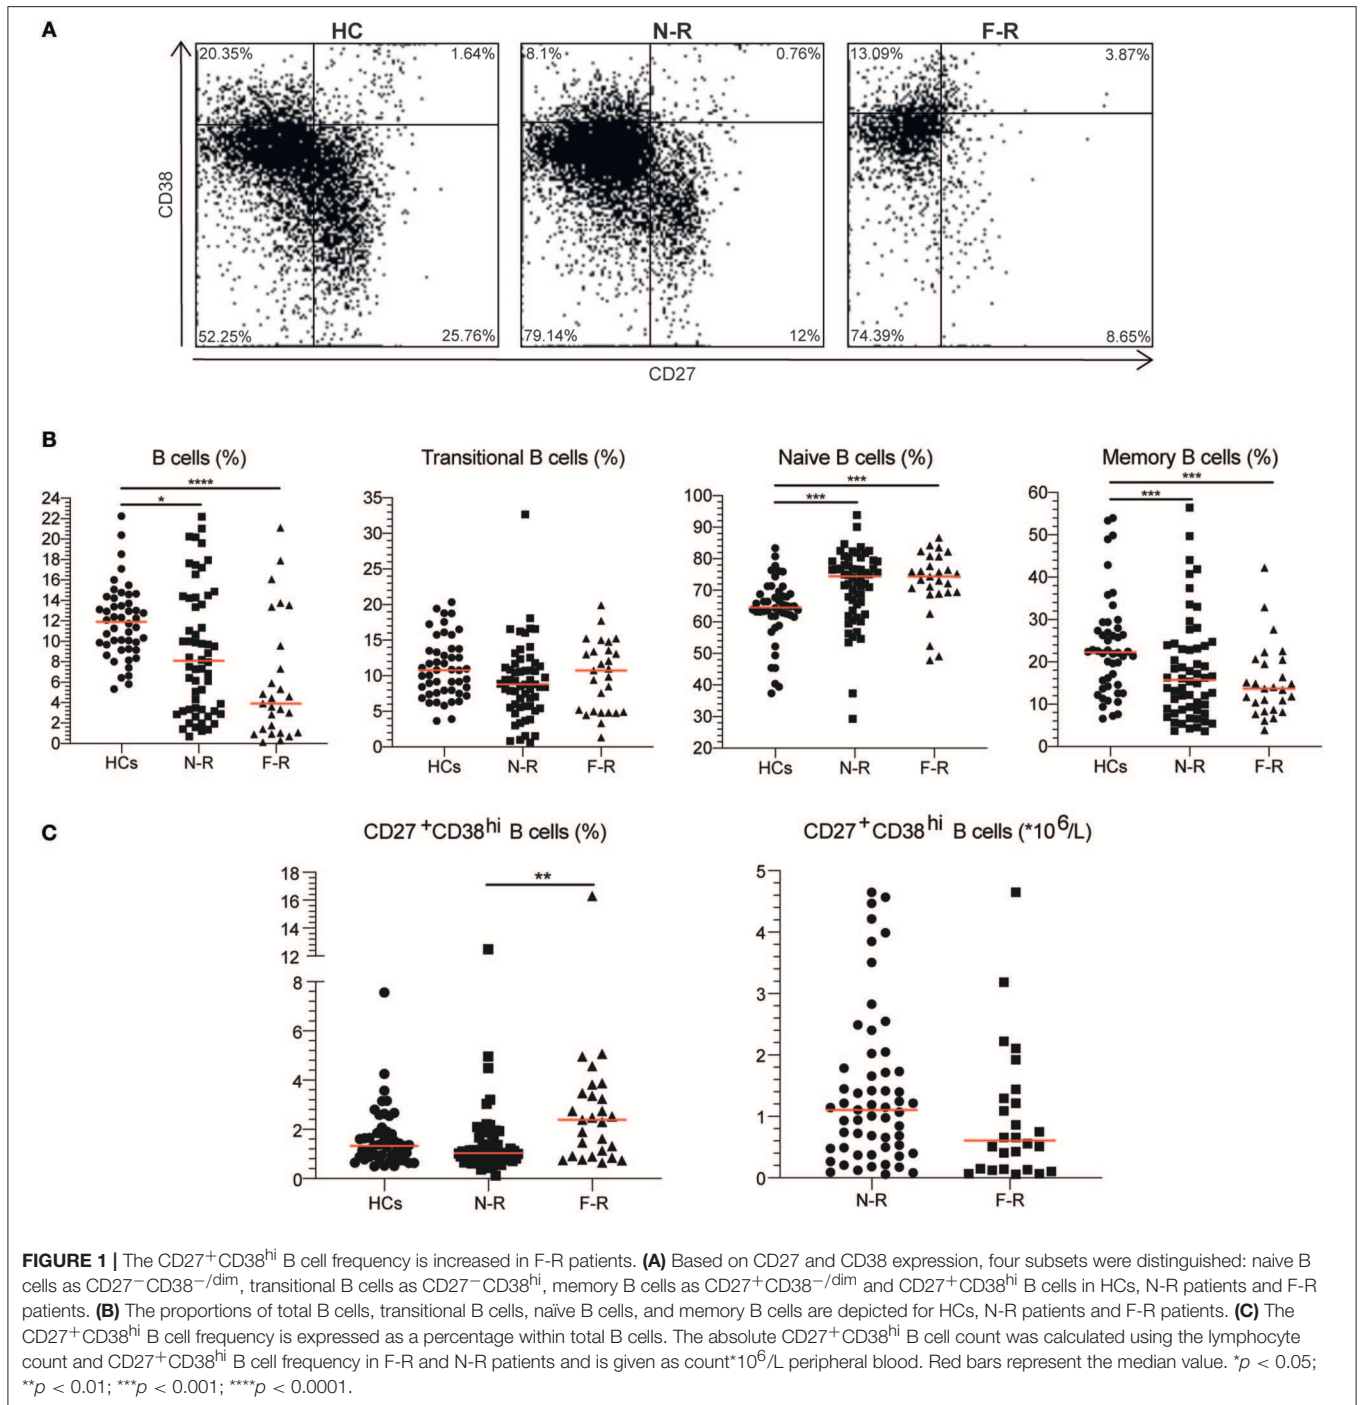 A
HC N-R F-R
20.35% 1.64% 8.1% 0.76% 13.09% 3.87%
CD38
52.25% 25.76% 79.14% 12% 74.39% 8.65%
CD27
B
B cells (%) Transitional B cells (%) Naive B cells (%) Memory B cells (%)
**** *** ***
* *** ***
24
22
20
18
16
14
12
10
8
6
4
2
0
HCs N-R F-R
35
30
25
20
15
10
5
0
HCs N-R F-R
100
90
80
70
60
50
40
30
20
HCs N-R F-R
60
50
40
30
20
10
0
HCs N-R F-R
C
CD27+CD38hi B cells (%) CD27+CD38hi B cells (*10^6/L)
**
18
16
14
12
8
6
4
2
0
HCs N-R F-R
5
4
3
2
1
0
N-R F-R
FIGURE 1 | The CD27+CD38hi B cell frequency is increased in F-R patients. (A) Based on CD27 and CD38 expression, four subsets were distinguished: naive B
cells as CD27−CD38−/dim, transitional B cells as CD27−CD38hi, memory B cells as CD27+CD38−/dim and CD27+CD38hi B cells in HCs, N-R patients and F-R
patients. (B) The proportions of total B cells, transitional B cells, naïve B cells, and memory B cells are depicted for HCs, N-R patients and F-R patients. (C) The
CD27+CD38hi B cell frequency is expressed as a percentage within total B cells. The absolute CD27+CD38hi B cell count was calculated using the lymphocyte
count and CD27+CD38hi B cell frequency in F-R and N-R patients and is given as count*10^6/L peripheral blood. Red bars represent the median value. *p < 0.05;
**p < 0.01; ***p < 0.001; ****p < 0.0001.